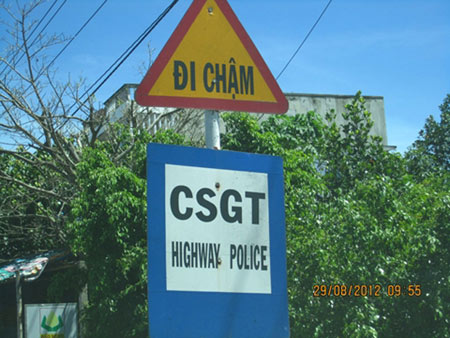 ĐI CHẬM
CSGT
HIGHWAY POLICE
29/08/2012 09:55